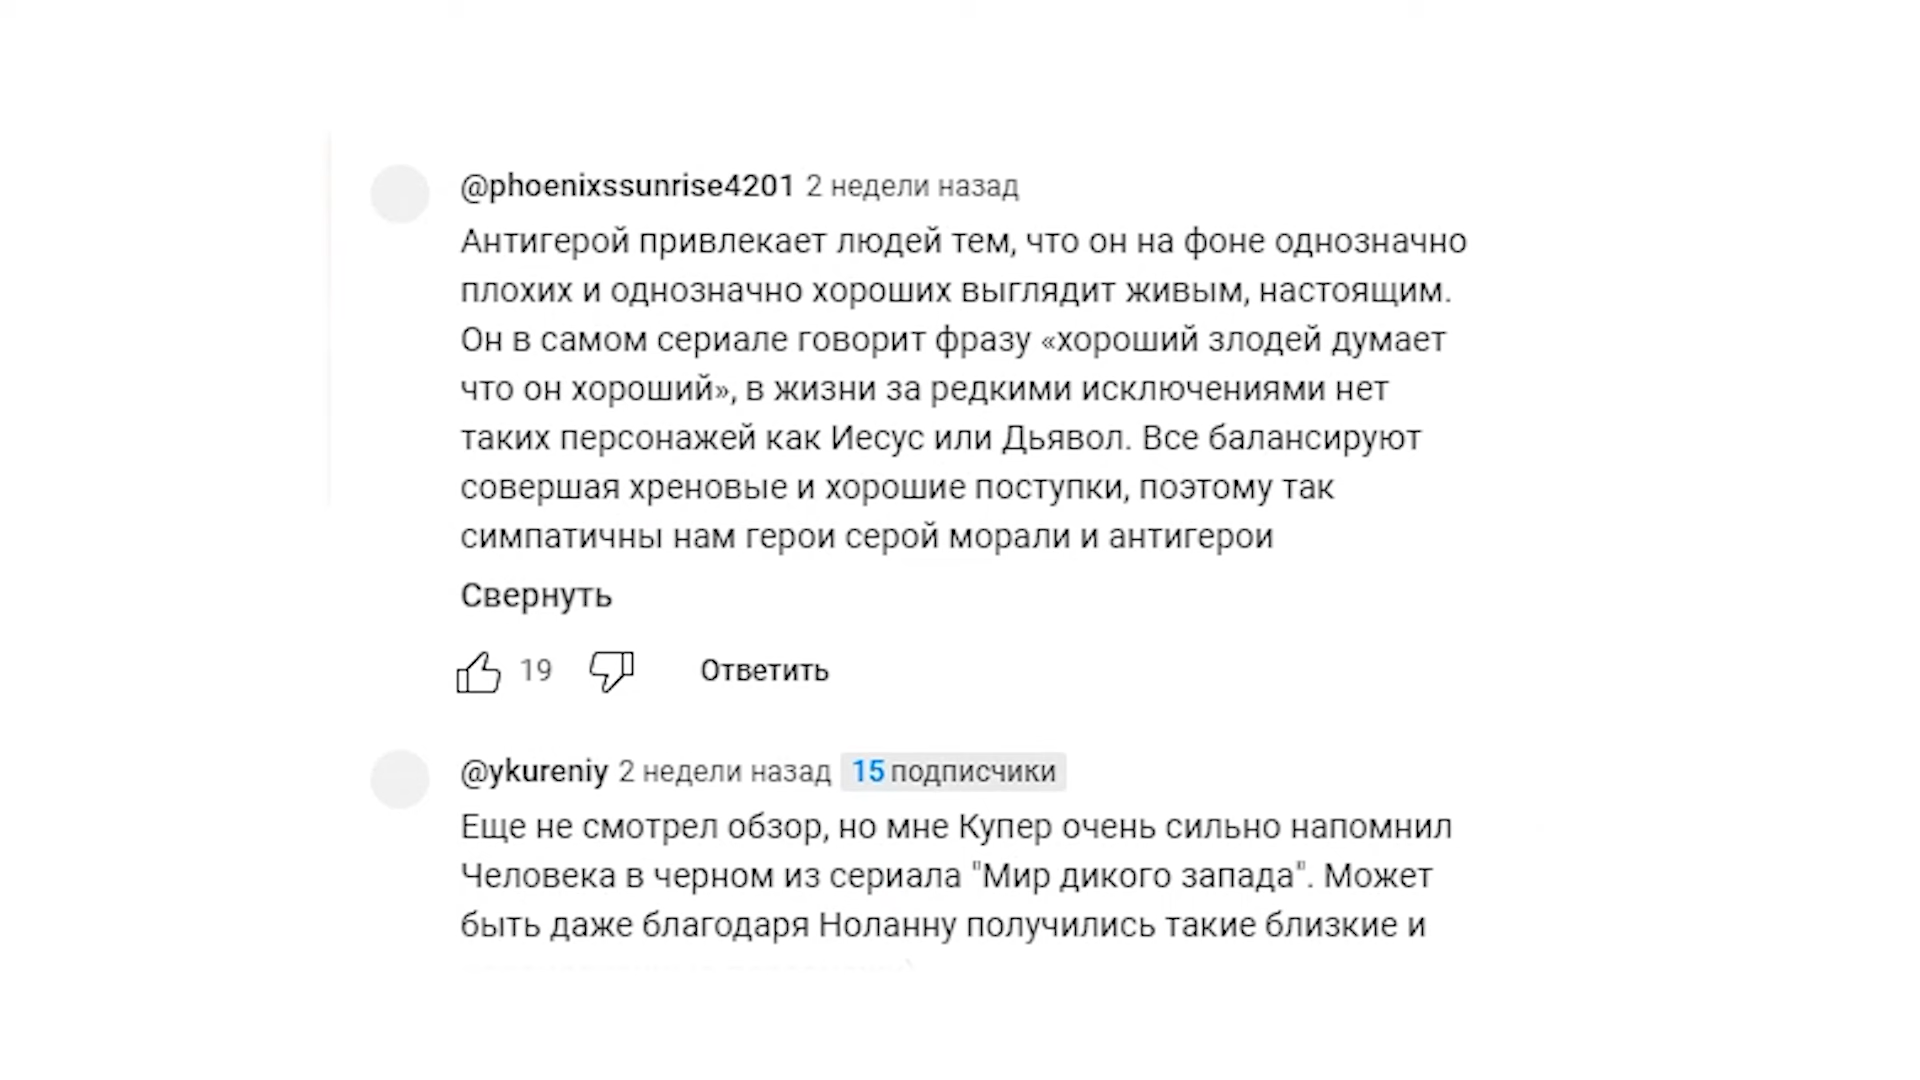 @phoenixssunrise4201 2 недели назад
Антигерой привлекает людей тем, что он на фоне однозначно
плохих и однозначно хороших выглядит живым, настоящим.
Он в самом сериале говорит фразу «хороший злодей думает
что он хороший», в жизни за редкими исключениями нет
таких персонажей как Иесус или Дьявол. Все балансируют
совершая хреновые и хорошие поступки, поэтому так
симпатичны нам герои серой морали и антигерои
Свернуть
19 Ответить
@ykureniy 2 недели назад 15 подписчики
Еще не смотрел обзор, но мне Купер очень сильно напомнил
Человека в черном из сериала "Мир дикого запада". Может
быть даже благодаря Ноланну получились такие близкие и